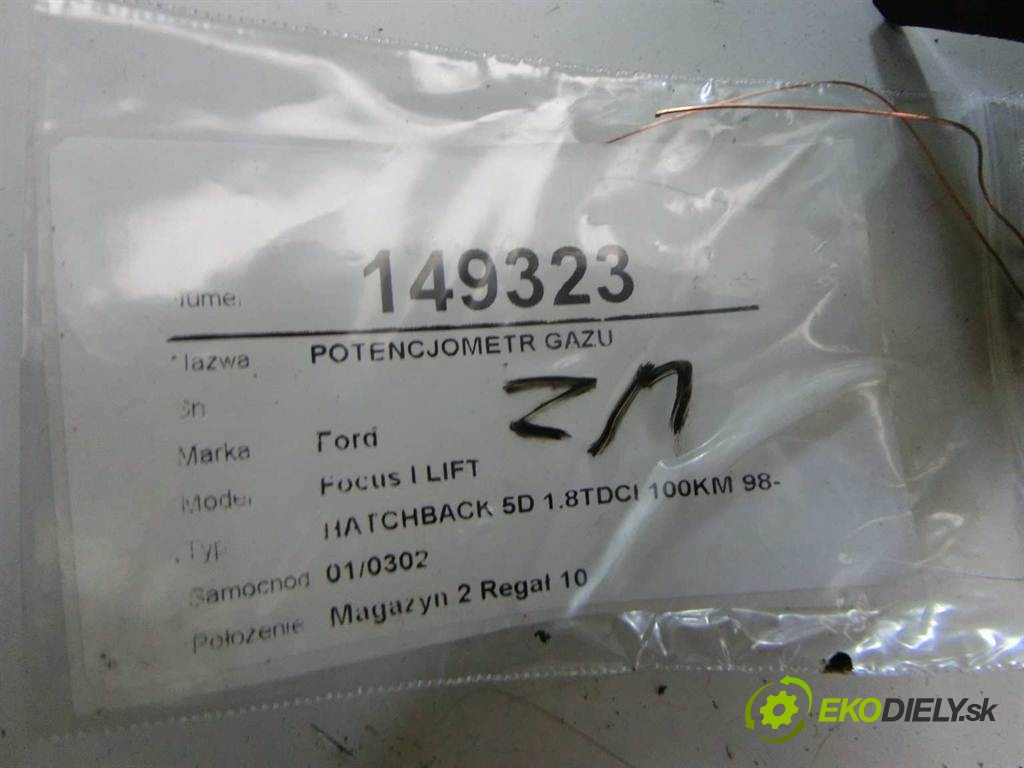 Numer 149323
Nazwa POTENCJOMETR GAZU
Sn
ZN
Marka Ford
Model Focus I LIFT
Typ HATCHBACK 5D 1.8TDCI 100KM 98-
Samochód 01/0302
Położenie Magazyn 2 Regał 10
EKODIELY.sk